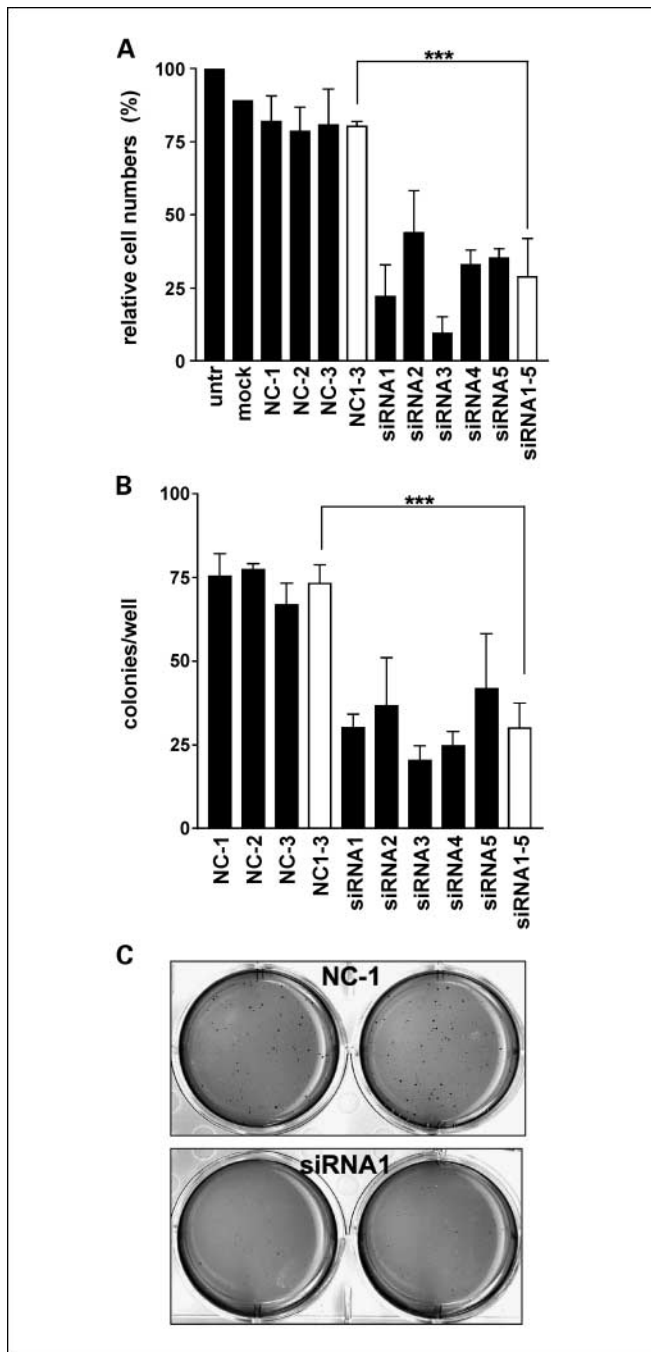 A
***
100
75
50
25
0
relative cell numbers (%)
untr
mock
NC-1
NC-2
NC-3
NC1-3
siRNA1
siRNA2
siRNA3
siRNA4
siRNA5
siRNA1-5
B
***
100
75
50
25
0
colonies/well
NC-1
NC-2
NC-3
NC1-3
siRNA1
siRNA2
siRNA3
siRNA4
siRNA5
siRNA1-5
C
NC-1
siRNA1